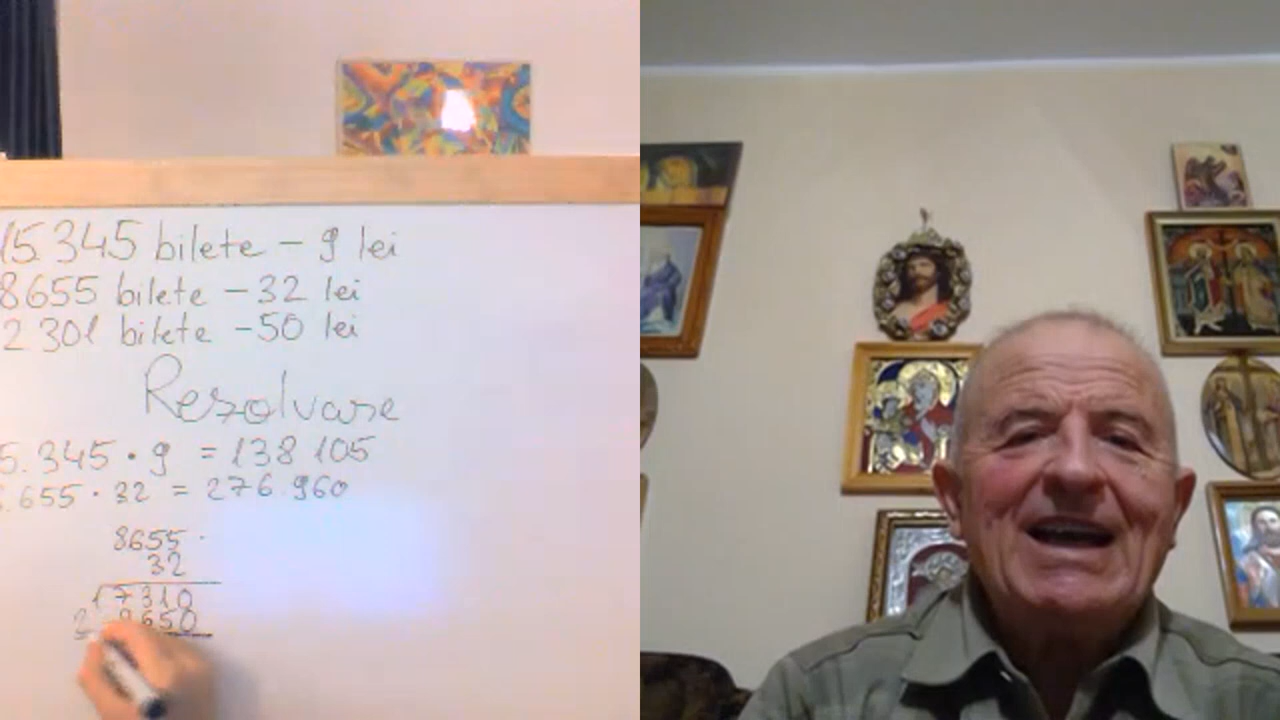 15.345 bilete - 9 lei
8655 bilete - 32 lei
2 301 bilete - 50 lei
Rezolvare
5.345 · 9 = 138 105
8.655 · 32 = 276.960
8655 ·
32
17310